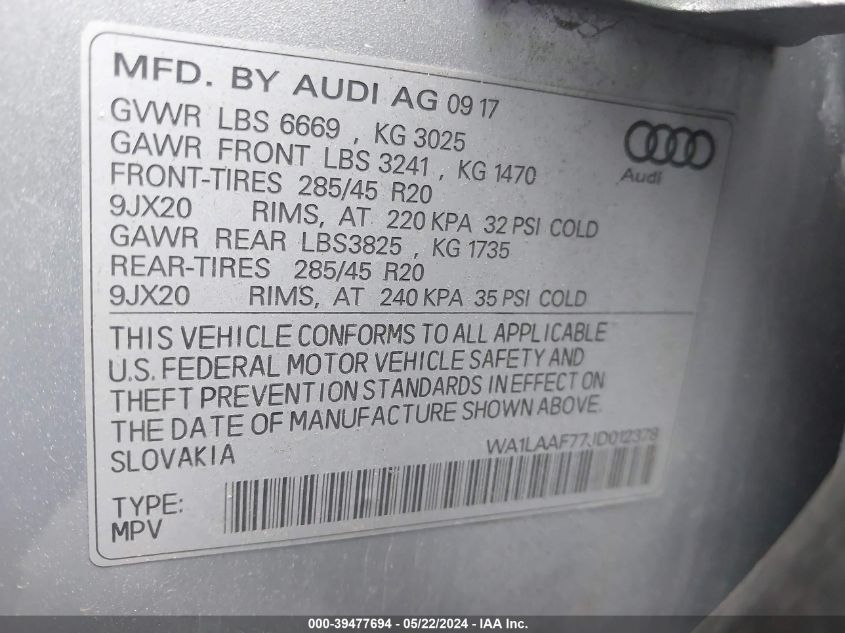 MFD. BY AUDI AG 09 17
GVWR LBS 6669 , KG 3025
GAWR FRONT LBS 3241 , KG 1470
FRONT-TIRES 285/45 R20
9JX20 RIMS, AT 220 KPA 32 PSI COLD
GAWR REAR LBS3825 , KG 1735
REAR-TIRES 285/45 R20
9JX20 RIMS, AT 240 KPA 35 PSI COLD
Audi
THIS VEHICLE CONFORMS TO ALL APPLICABLE
U.S. FEDERAL MOTOR VEHICLE SAFETY AND
THEFT PREVENTION STANDARDS IN EFFECT ON
THE DATE OF MANUFACTURE SHOWN ABOVE.
SLOVAKIA
WA1LAAF77JD012378
TYPE:
MPV
000-39477694 - 05/22/2024 - IAA Inc.